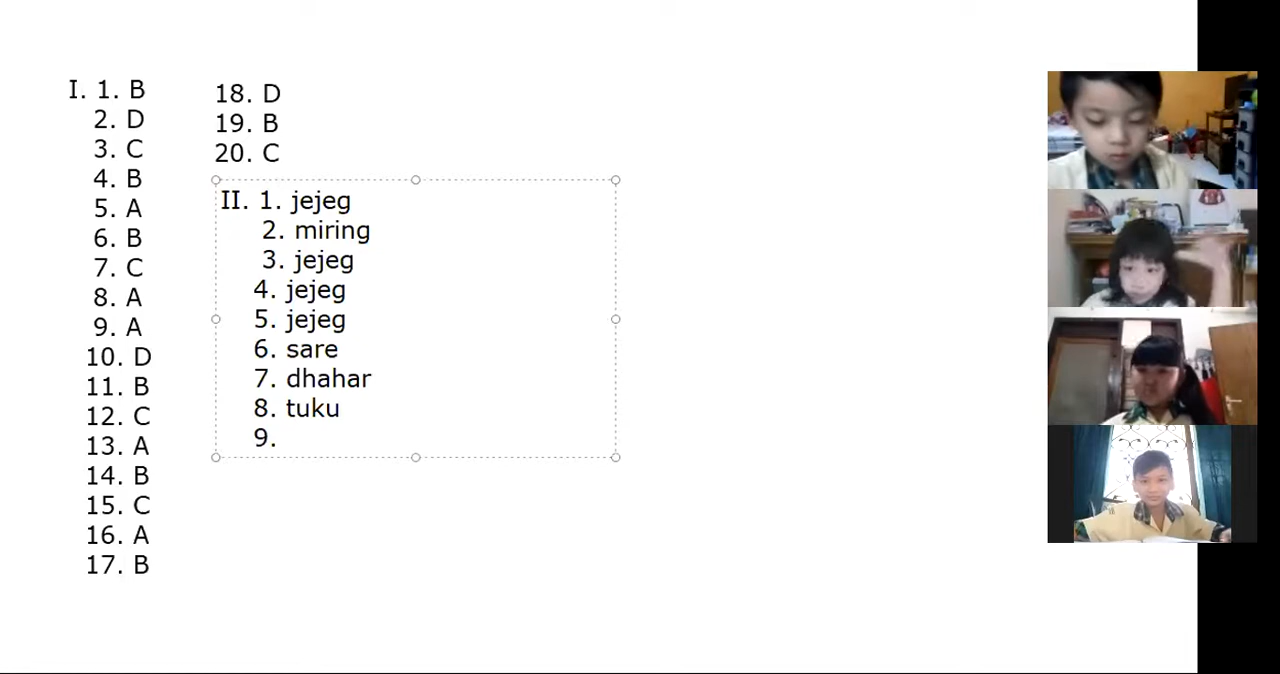 I. 1. B
2. D
3. C
4. B
5. A
6. B
7. C
8. A
9. A
10. D
11. B
12. C
13. A
14. B
15. C
16. A
17. B
18. D
19. B
20. C
II. 1. jejeg
2. miring
3. jejeg
4. jejeg
5. jejeg
6. sare
7. dhahar
8. tuku
9.